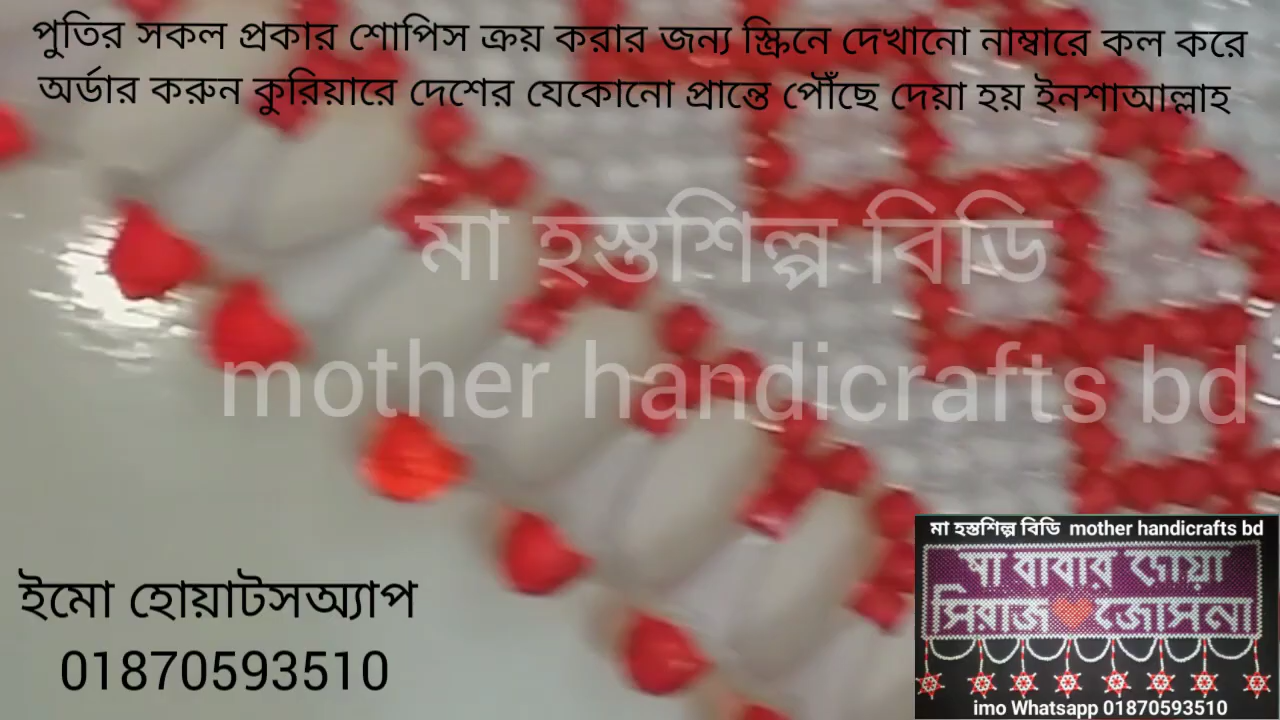 পুতির সকল প্রকার শোপিস ক্রয় করার জন্য স্ক্রিনে দেখানো নাম্বারে কল করে
অর্ডার করুন কুরিয়ারে দেশের যেকোনো প্রান্তে পৌঁছে দেয়া হয় ইনশাআল্লাহ
মা হস্তশিল্প বিডি
mother handicrafts bd
ইমো হোয়াটসঅ্যাপ
01870593510
মা হস্তশিল্প বিডি mother handicrafts bd
মা বাবার দোয়া
সিরাজ জোসনা
imo Whatsapp 01870593510